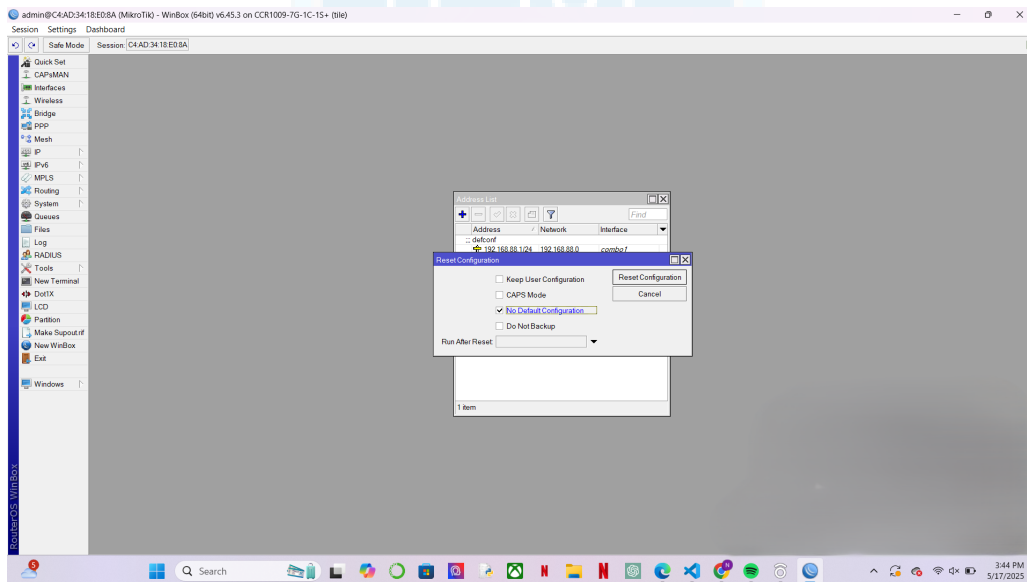 admin@C4:AD:34:18:E0:8A (MikroTik) - WinBox (64bit) v6.45.3 on CCR1009-7G-1C-1S+ (tile)
Session Settings Dashboard
Safe Mode Session: C4:AD:34:18:E0:8A
Quick Set
CAPsMAN
Interfaces
Wireless
Bridge
PPP
Mesh
IP
IPv6
MPLS
Routing
System
Queues
Files
Log
RADIUS
Tools
New Terminal
Dot1X
LCD
Partition
Make Supout.rif
New WinBox
Exit
Windows
RouterOS WinBox
Address List
Find
Address Network Interface
::: defconf
192.168.88.1/24 192.168.88.0 combo1
Reset Configuration
Keep User Configuration Reset Configuration
CAPS Mode Cancel
No Default Configuration
Do Not Backup
Run After Reset:
1 item
5
Search
3:44 PM